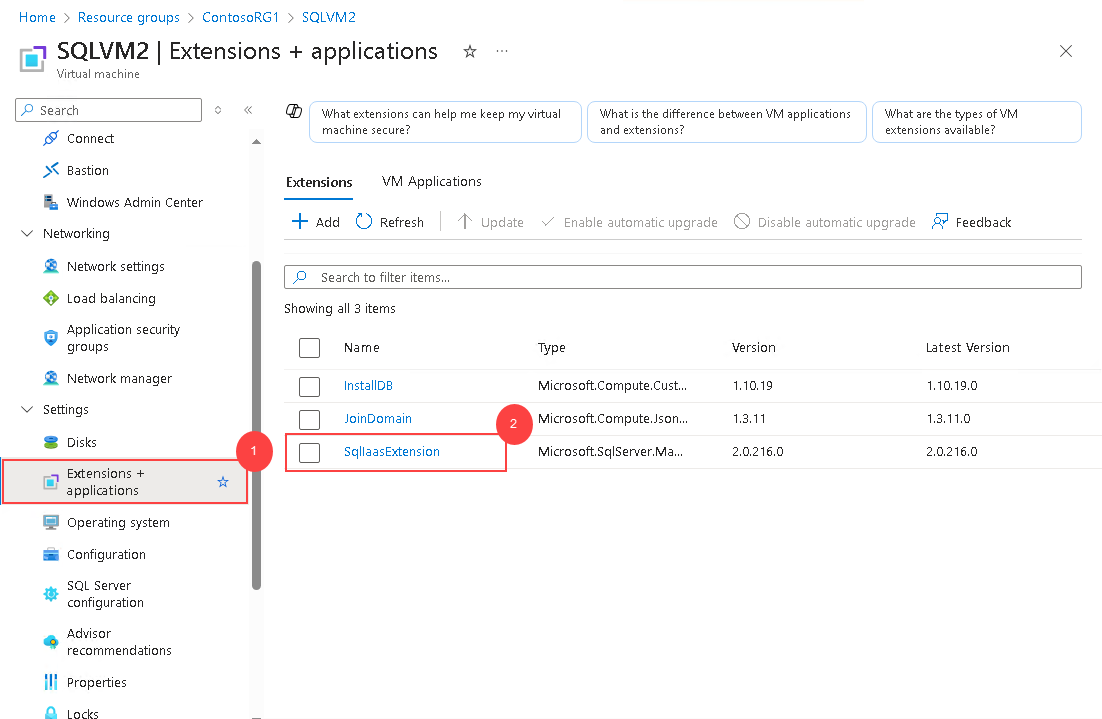 Home > Resource groups > ContosoRG1 > SQLVM2
SQLVM2 | Extensions + applications
Virtual machine
Search
Connect
Bastion
Windows Admin Center
Networking
Network settings
Load balancing
Application security
groups
Network manager
Settings
Disks
Extensions +
applications
1
Operating system
Configuration
SQL Server
configuration
Advisor
recommendations
Properties
Locks
What extensions can help me keep my virtual
machine secure?
What is the difference between VM applications
and extensions?
What are the types of VM
extensions available?
Extensions VM Applications
Add Refresh Update Enable automatic upgrade Disable automatic upgrade Feedback
Search to filter items...
Showing all 3 items
Name Type Version Latest Version
InstallDB Microsoft.Compute.Cust... 1.10.19 1.10.19.0
JoinDomain Microsoft.Compute.Json... 1.3.11 1.3.11.0
2
SqlIaasExtension Microsoft.SqlServer.Ma... 2.0.216.0 2.0.216.0